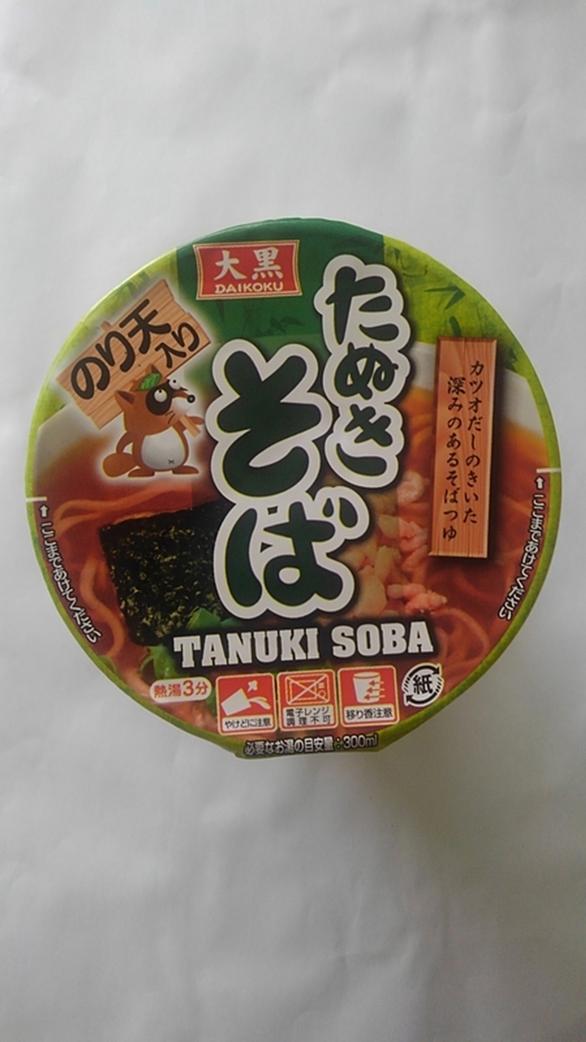 大黒
DAIKOKU
のり天入り
たぬき
そば
カツオだしのきいた
深みのあるそばつゆ
ここまであけてください
ここまであけてください
TANUKI SOBA
熱湯3分
やけどに注意
電子レンジ
調理不可
移り香注意
紙
必要なお湯の目安量:300ml